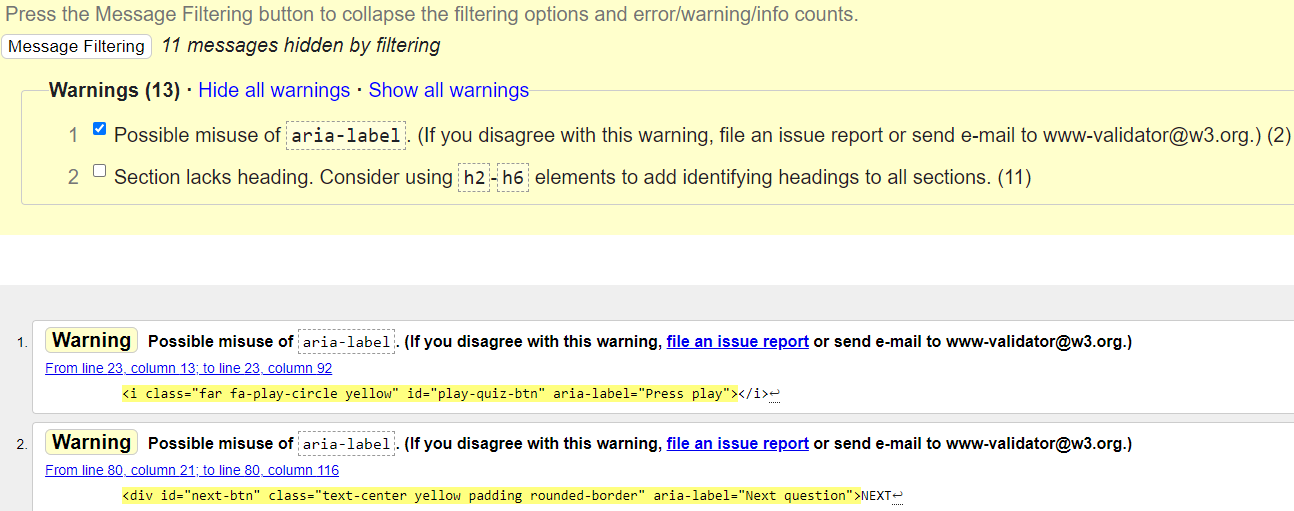 Press the Message Filtering button to collapse the filtering options and error/warning/info counts.
Message Filtering 11 messages hidden by filtering
Warnings (13) · Hide all warnings · Show all warnings
1 Possible misuse of aria-label. (If you disagree with this warning, file an issue report or send e-mail to www-validator@w3.org.) (2)
2 Section lacks heading. Consider using h2-h6 elements to add identifying headings to all sections. (11)
1. Warning Possible misuse of aria-label. (If you disagree with this warning, file an issue report or send e-mail to www-validator@w3.org.)
From line 23, column 13; to line 23, column 92
<i class="far fa-play-circle yellow" id="play-quiz-btn" aria-label="Press play"></i>↩
2. Warning Possible misuse of aria-label. (If you disagree with this warning, file an issue report or send e-mail to www-validator@w3.org.)
From line 80, column 21; to line 80, column 116
<div id="next-btn" class="text-center yellow padding rounded-border" aria-label="Next question">NEXT↩